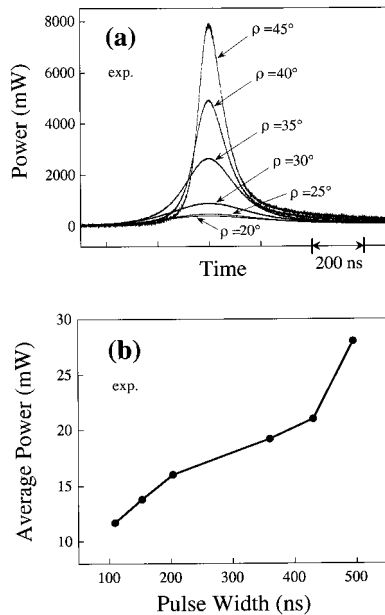 (a)
exp.
Power (mW)
8000
6000
4000
2000
0
ρ =45°
ρ =40°
ρ =35°
ρ =30°
ρ =25°
ρ =20°
Time
200 ns
(b)
exp.
Average Power (mW)
30
25
20
15
10
100 200 300 400 500
Pulse Width (ns)